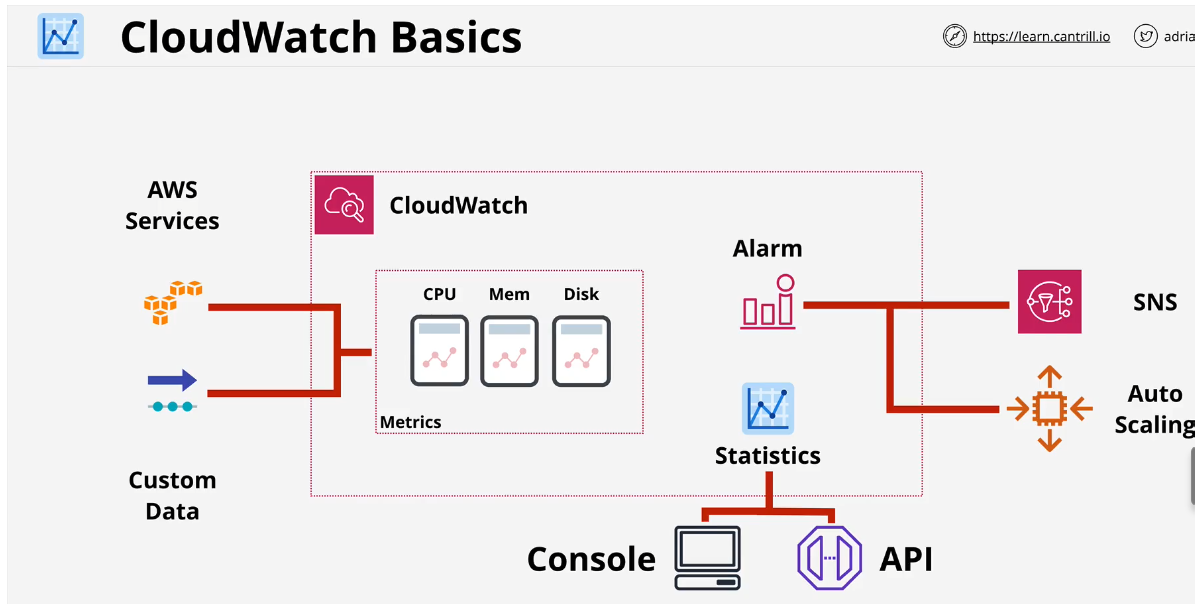 CloudWatch Basics
https://learn.cantrill.io
adria
AWS
Services
CloudWatch
Alarm
CPU
Mem
Disk
SNS
Metrics
Auto
Scaling
Statistics
Custom
Data
Console
API